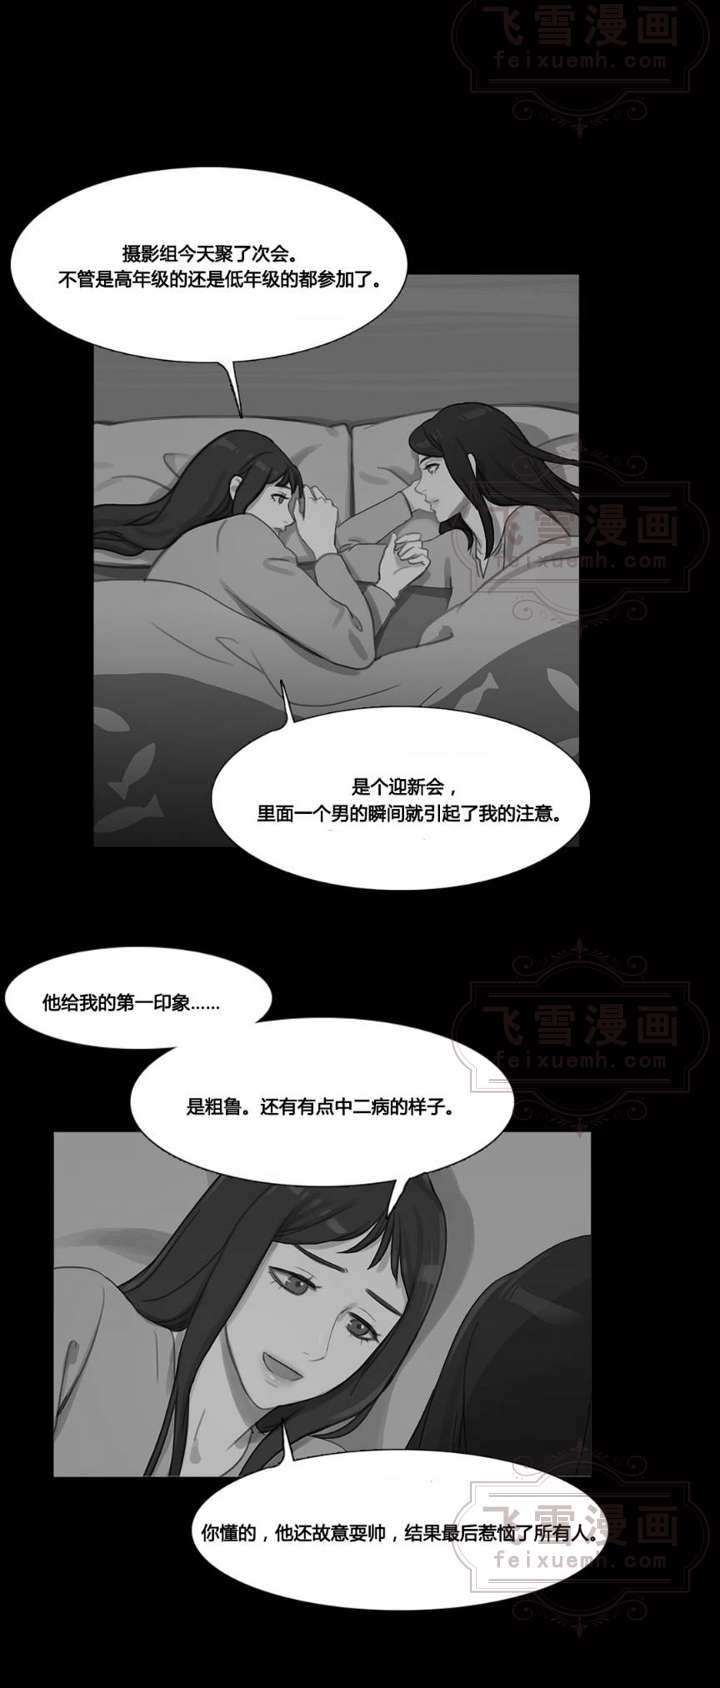 飞雪漫画
feixuemh.com
摄影组今天聚了次会。
不管是高年级的还是低年级的都参加了。
飞雪漫画
feixuemh.com
是个迎新会，
里面一个男的瞬间就引起了我的注意。
他给我的第一印象......
飞雪漫画
feixuemh.com
是粗鲁。还有有点中二病的样子。
飞雪漫画
feixuemh.com
你懂的，他还故意耍帅，结果最后惹恼了所有人。